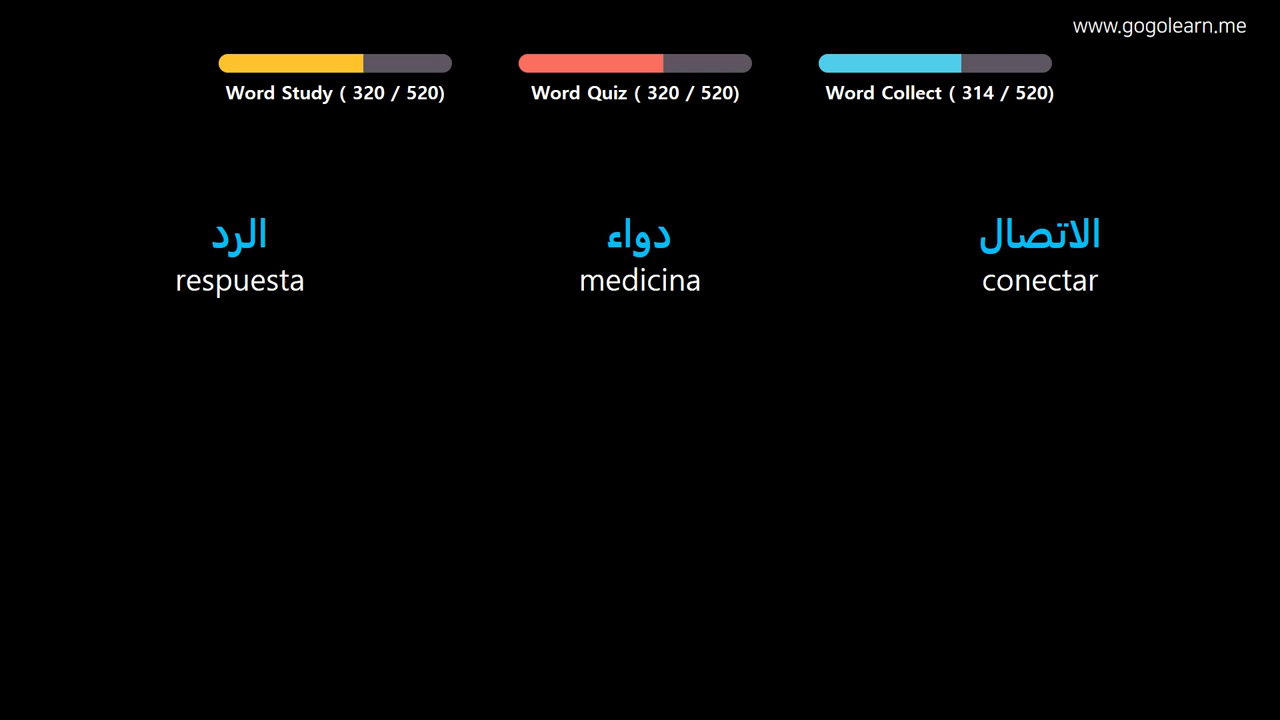 www.gogolearn.me
Word Study ( 320 / 520)
Word Quiz ( 320 / 520)
Word Collect ( 314 / 520)
الرد
دواء
الاتصال
respuesta
medicina
conectar